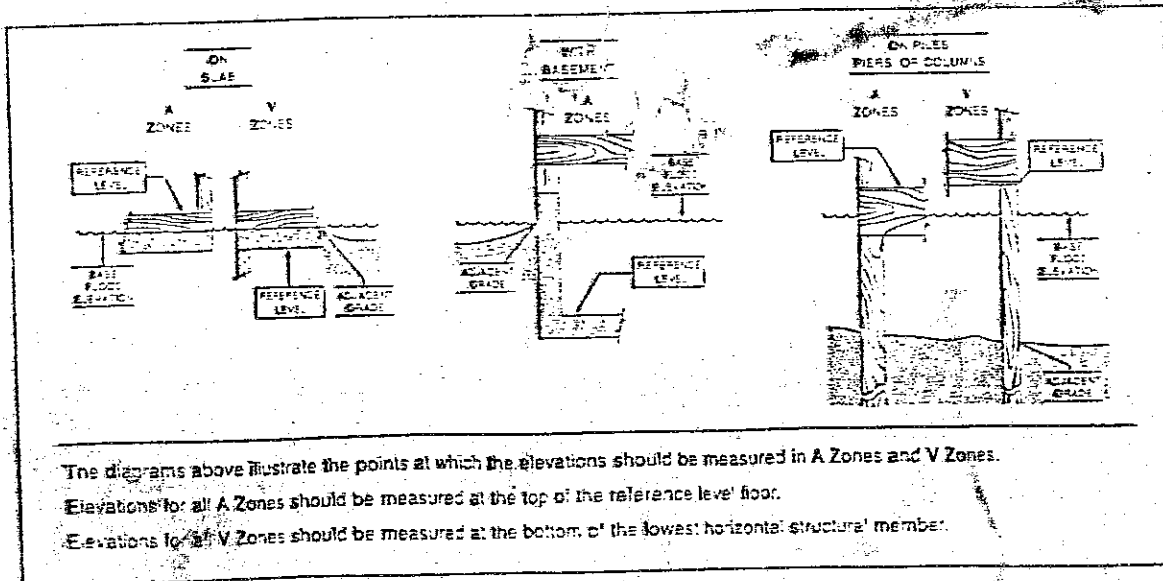 ON
SLAB
A
ZONES
V
ZONES
REFERENCE
LEVEL
BASE
FLOOD
ELEVATION
REFERENCE
LEVEL
ADJACENT
GRADE
WITH
BASEMENT
A
ZONES
BASE
FLOOD
ELEVATION
ADJACENT
GRADE
REFERENCE
LEVEL
ON PILES
PIERS OF COLUMNS
A
ZONES
V
ZONES
REFERENCE
LEVEL
REFERENCE
LEVEL
BASE
FLOOD
ELEVATION
ADJACENT
GRADE
The diagrams above illustrate the points at which the elevations should be measured in A Zones and V Zones.
Elevations for all A Zones should be measured at the top of the reference level floor.
Elevations for all V Zones should be measured at the bottom of the lowest horizontal structural member.